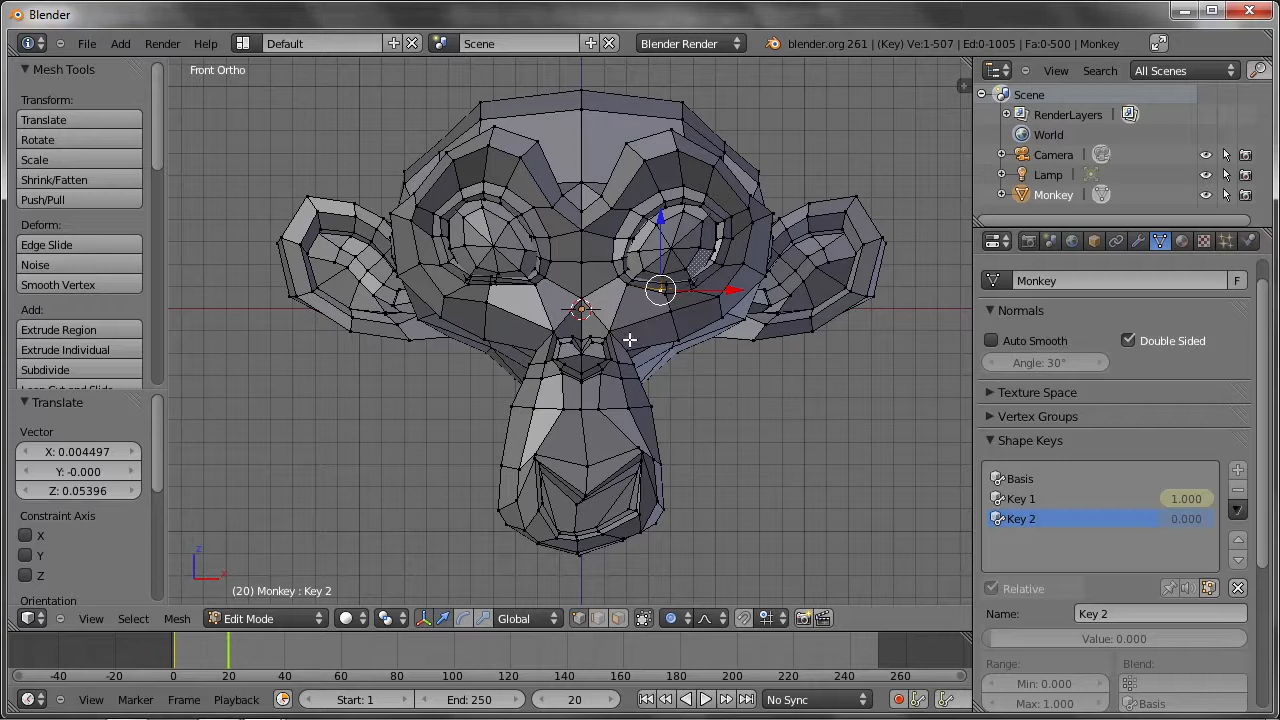 Blender
File Add Render Help Default Scene Blender Render blender.org 261 | (Key) Ve:1-507 | Ed:0-1005 | Fa:0-500 | Monkey
Mesh Tools
Transform:
Translate
Rotate
Scale
Shrink/Fatten
Push/Pull
Deform:
Edge Slide
Noise
Smooth Vertex
Add:
Extrude Region
Extrude Individual
Subdivide
Loop Cut and Slide
Translate
Vector
X: 0.004497
Y: -0.000
Z: 0.05396
Constraint Axis
X
Y
Z
Orientation
Front Ortho
z
x
(20) Monkey : Key 2
View Select Mesh Edit Mode Global
View Search All Scenes
Scene
RenderLayers
World
Camera
Lamp
Monkey
Monkey F
Normals
Auto Smooth Double Sided
Angle: 30°
Texture Space
Vertex Groups
Shape Keys
Basis
Key 1 1.000
Key 2 0.000
Relative
Name: Key 2
Value: 0.000
Range: Blend:
Min: 0.000
Max: 1.000 Basis
-40 -20 0 20 40 60 80 100 120 140 160 180 200 220 240 260
View Marker Frame Playback Start: 1 End: 250 20 No Sync